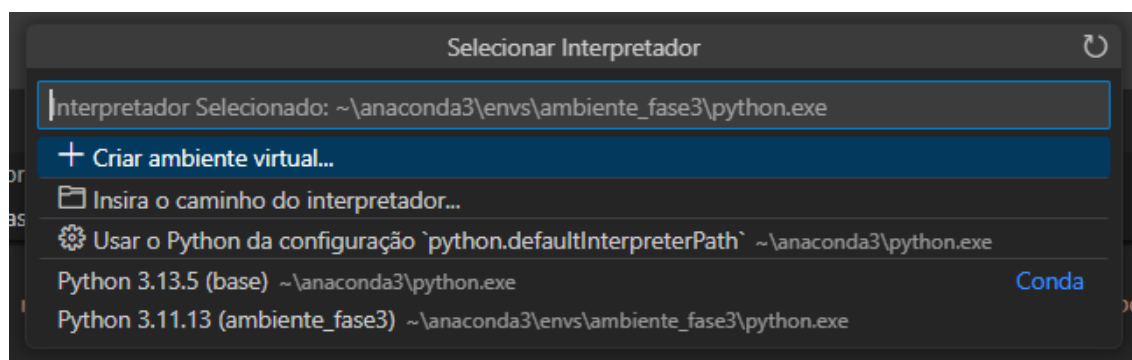 Selecionar Interpretador
Interpretador Selecionado: ~\anaconda3\envs\ambiente_fase3\python.exe
Criar ambiente virtual...
Insira o caminho do interpretador...
Usar o Python da configuração `python.defaultInterpreterPath` ~\anaconda3\python.exe
Python 3.13.5 (base) ~\anaconda3\python.exe Conda
Python 3.11.13 (ambiente_fase3) ~\anaconda3\envs\ambiente_fase3\python.exe